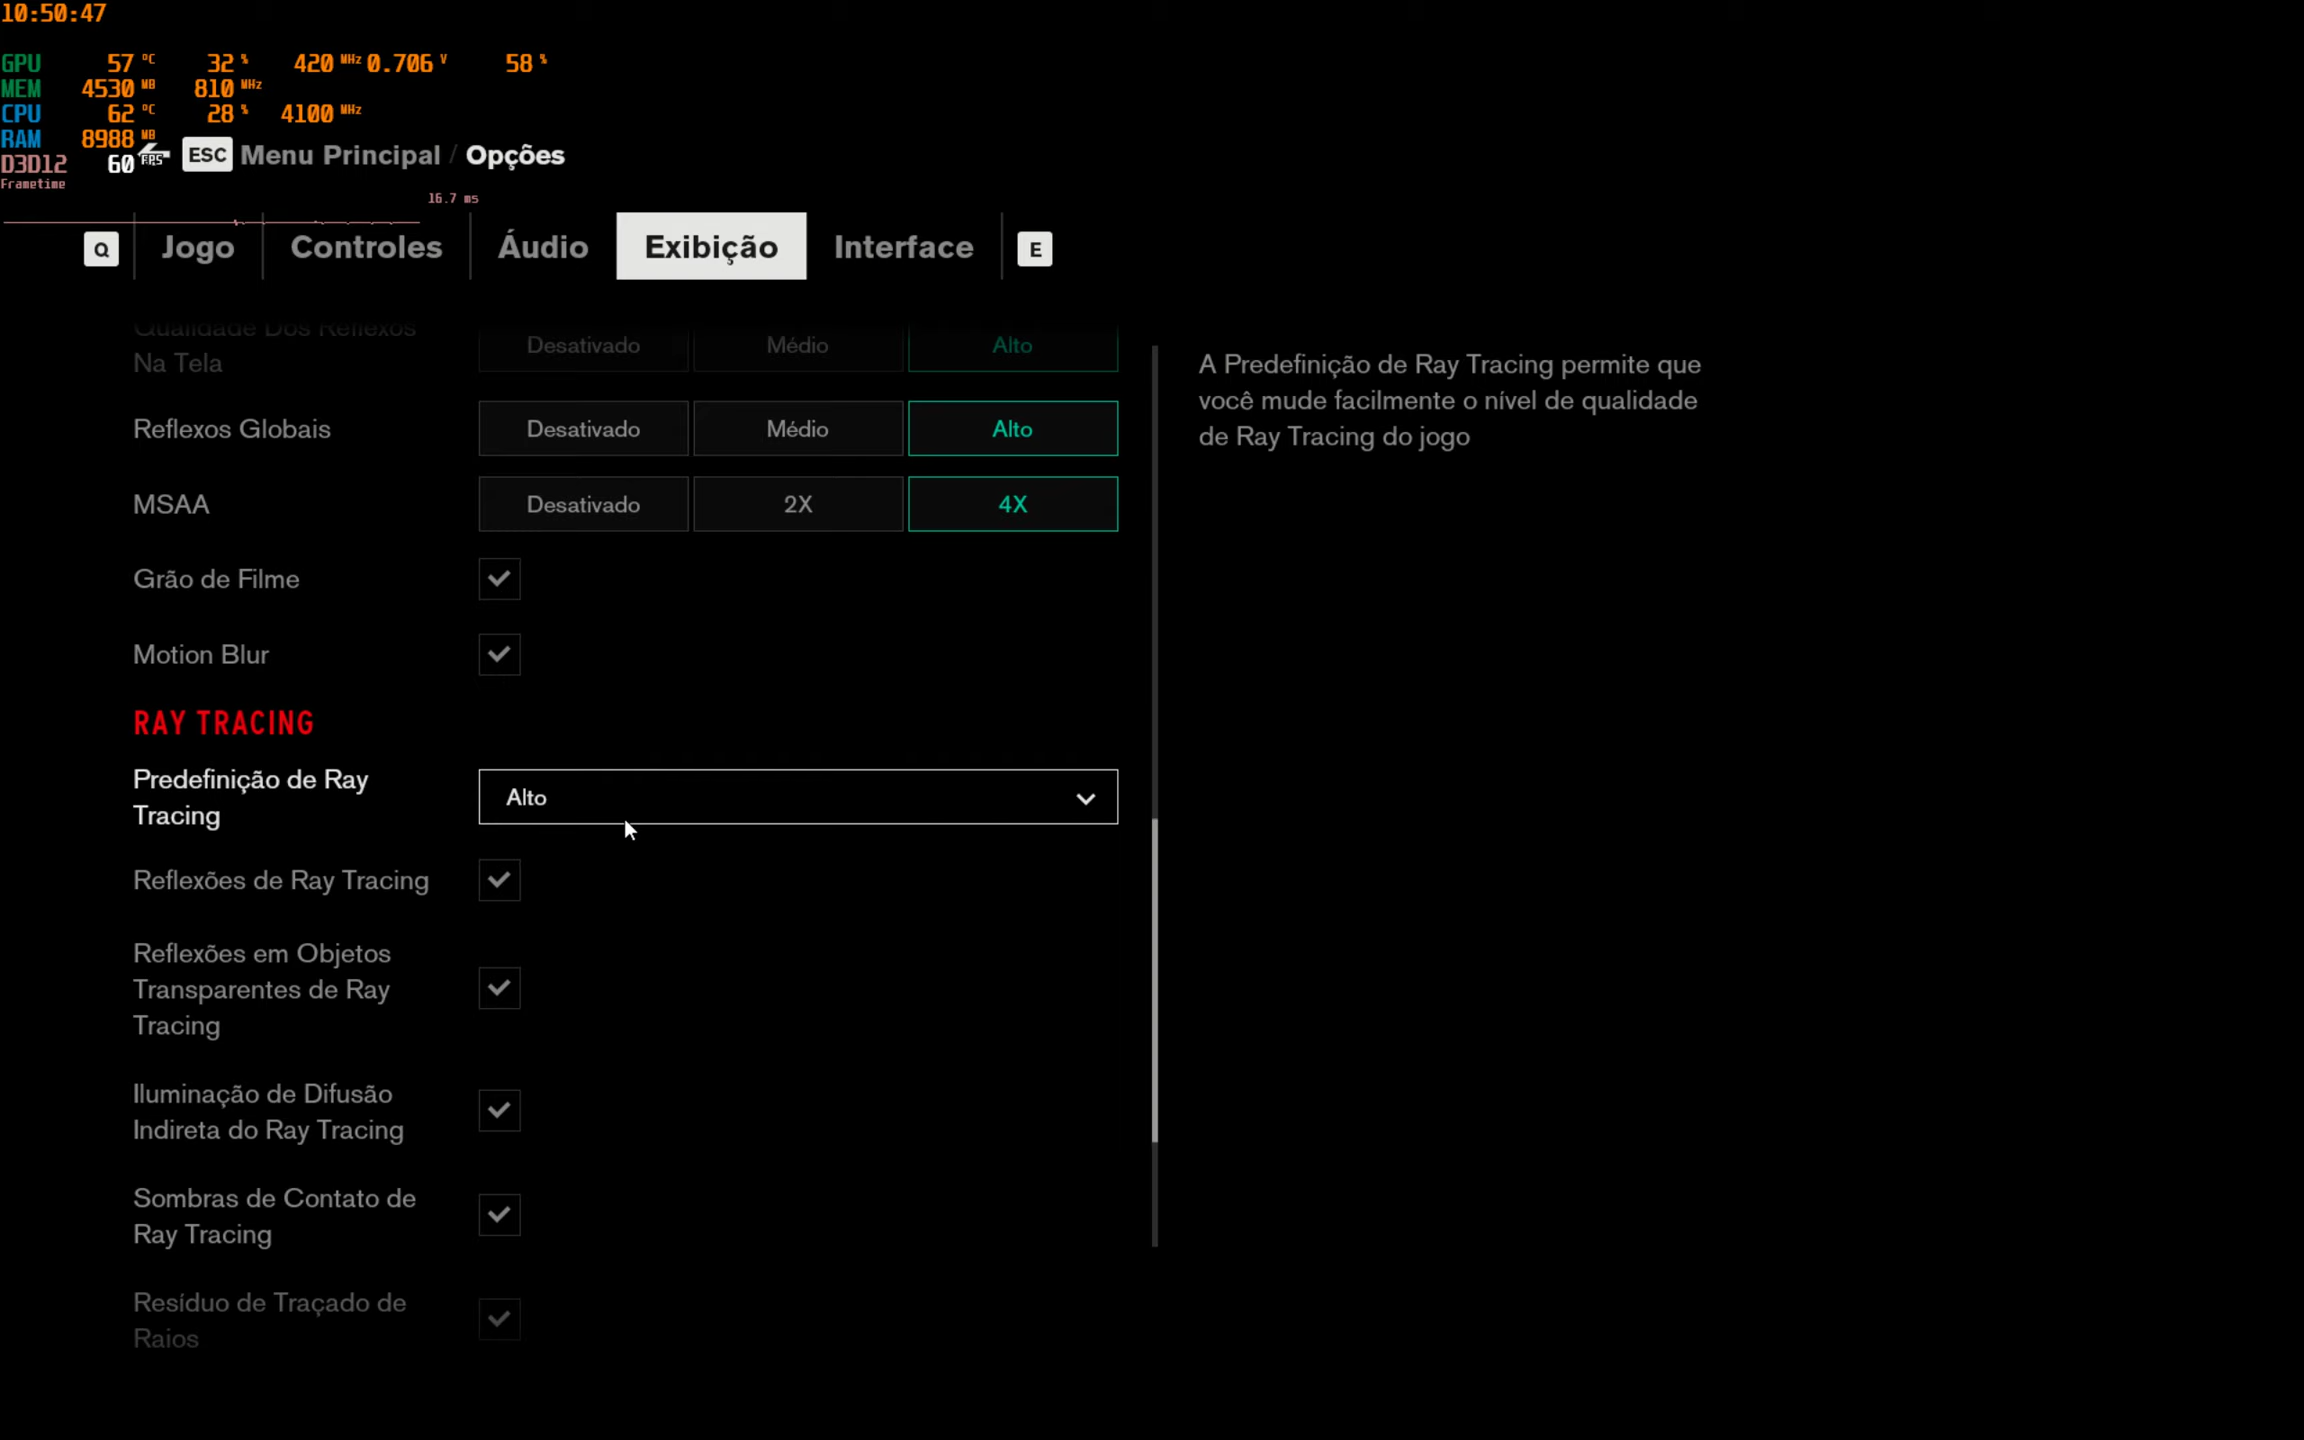 10:50:47
GPU 57 °C 32 % 420 MHz 0.706 V 58 %
MEM 4530 MB 810 MHz
CPU 62 °C 28 % 4100 MHz
RAM 8988 MB
D3D12 60 FPS
Frametime
ESC Menu Principal / Opções
16.7 ms
Q Jogo Controles Áudio Exibição Interface E
Qualidade Dos Reflexos
Na Tela
Desativado Médio Alto
Reflexos Globais Desativado Médio Alto
MSAA Desativado 2X 4X
Grão de Filme
Motion Blur
RAY TRACING
Predefinição de Ray
Tracing
Alto
Reflexões de Ray Tracing
Reflexões em Objetos
Transparentes de Ray
Tracing
Iluminação de Difusão
Indireta do Ray Tracing
Sombras de Contato de
Ray Tracing
Resíduo de Traçado de
Raios
A Predefinição de Ray Tracing permite que
você mude facilmente o nível de qualidade
de Ray Tracing do jogo